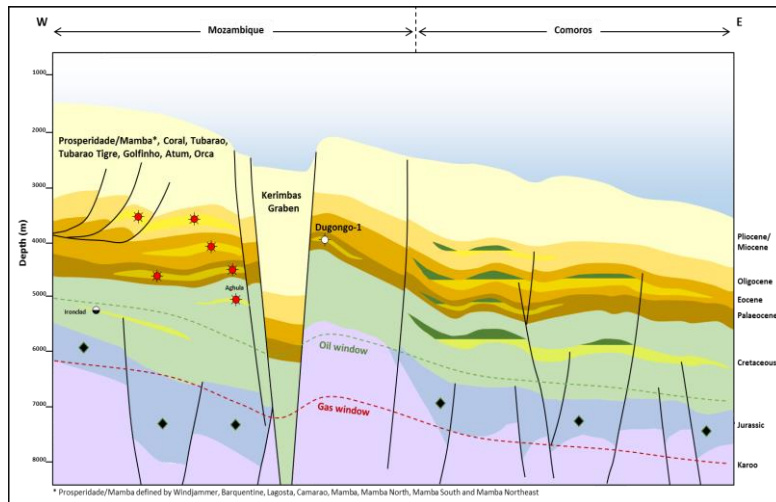 W
E
Mozambique
Comoros
1000
2000
3000
4000
5000
6000
7000
8000
Depth (m)
Prosperidade/Mamba*, Coral, Tubarao,
Tubarao Tigre, Golfinho, Atum, Orca
Kerimbas
Graben
Dugongo-1
Aghula
Ironclad
Oil window
Gas window
Pliocene/
Miocene
Oligocene
Eocene
Palaeocene
Cretaceous
Jurassic
Karoo
* Prosperidade/Mamba defined by Windjammer, Barquentine, Lagosta, Camarao, Mamba, Mamba North, Mamba South and Mamba Northeast